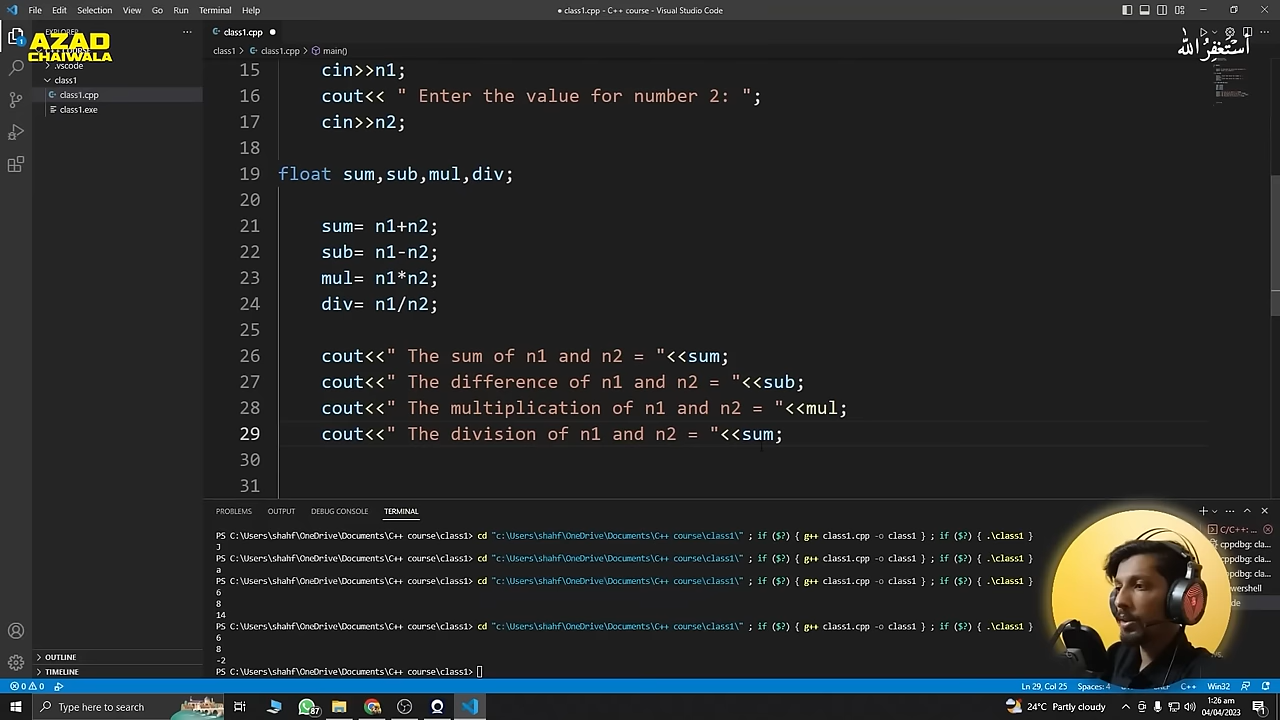 File Edit Selection View Go Run Terminal Help
● class1.cpp - C++ course - Visual Studio Code
EXPLORER
AZAD
CHAIWALA
.vscode
class1
class1.cpp
class1.exe
OUTLINE
TIMELINE
class1.cpp ●
class1 > class1.cpp > main()
أستغفر الله
15 cin>>n1;
16 cout<< " Enter the value for number 2: ";
17 cin>>n2;
18
19 float sum,sub,mul,div;
20
21 sum= n1+n2;
22 sub= n1-n2;
23 mul= n1*n2;
24 div= n1/n2;
25
26 cout<<" The sum of n1 and n2 = "<<sum;
27 cout<<" The difference of n1 and n2 = "<<sub;
28 cout<<" The multiplication of n1 and n2 = "<<mul;
29 cout<<" The division of n1 and n2 = "<<sum;
30
31
PROBLEMS OUTPUT DEBUG CONSOLE TERMINAL
PS C:\Users\shahf\OneDrive\Documents\C++ course\class1> cd "c:\Users\shahf\OneDrive\Documents\C++ course\class1\" ; if ($?) { g++ class1.cpp -o class1 } ; if ($?) { .\class1 }
J
PS C:\Users\shahf\OneDrive\Documents\C++ course\class1> cd "c:\Users\shahf\OneDrive\Documents\C++ course\class1\" ; if ($?) { g++ class1.cpp -o class1 } ; if ($?) { .\class1 }
a
PS C:\Users\shahf\OneDrive\Documents\C++ course\class1> cd "c:\Users\shahf\OneDrive\Documents\C++ course\class1\" ; if ($?) { g++ class1.cpp -o class1 } ; if ($?) { .\class1 }
6
8
14
PS C:\Users\shahf\OneDrive\Documents\C++ course\class1> cd "c:\Users\shahf\OneDrive\Documents\C++ course\class1\" ; if ($?) { g++ class1.cpp -o class1 } ; if ($?) { .\class1 }
6
8
-2
PS C:\Users\shahf\OneDrive\Documents\C++ course\class1>
C/C++: ...
cppdbg: cla...
cppdbg: cla...
0 0
Ln 29, Col 25 Spaces: 4 C++ Win32
Type here to search
87
24°C Partly cloudy
1:26 am
04/04/2023